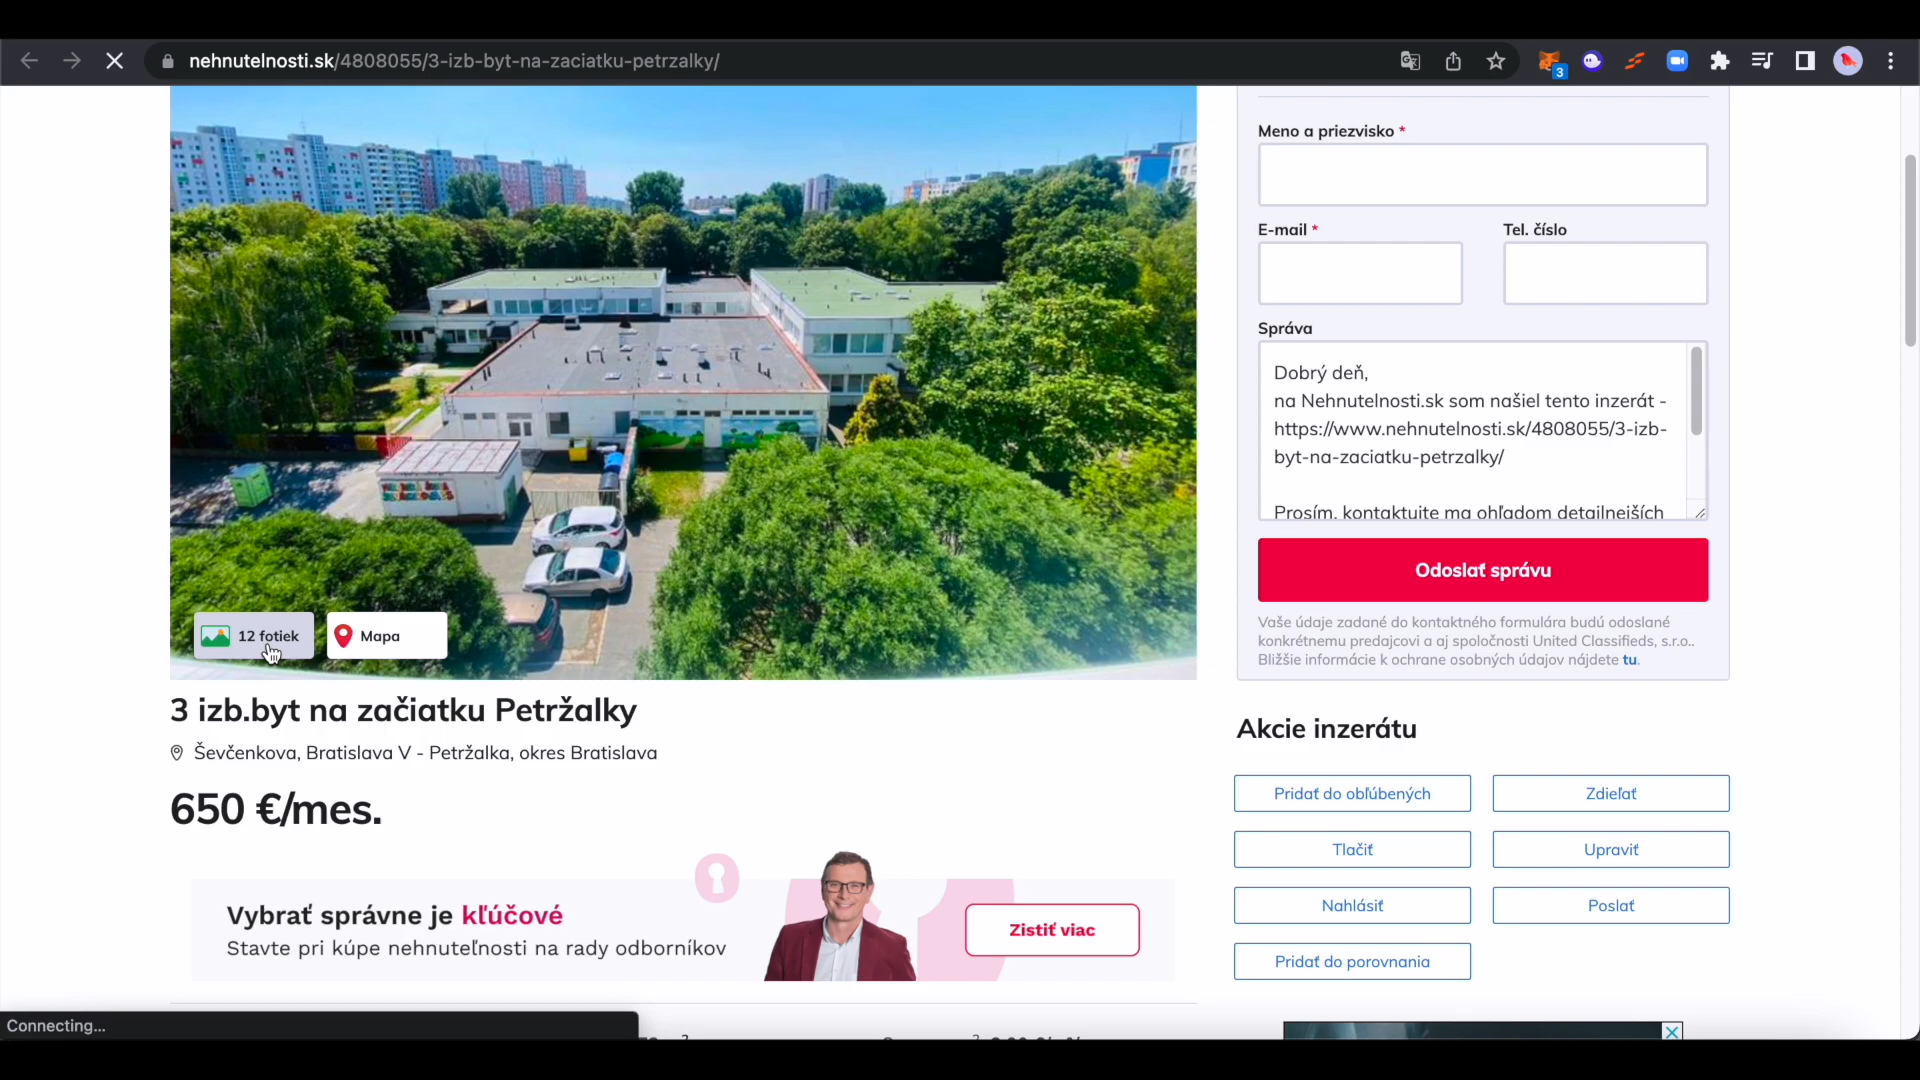 nehnutelnosti.sk/4808055/3-izb-byt-na-zaciatku-petrzalky/
3
12 fotiek
Mapa
3 izb.byt na začiatku Petržalky
Ševčenkova, Bratislava V - Petržalka, okres Bratislava
650 €/mes.
Vybrať správne je kľúčové
Stavte pri kúpe nehnuteľnosti na rady odborníkov
Zistiť viac
Meno a priezvisko *
E-mail *
Tel. číslo
Správa
Dobrý deň,
na Nehnutelnosti.sk som našiel tento inzerát -
https://www.nehnutelnosti.sk/4808055/3-izb-
byt-na-zaciatku-petrzalky/
Prosím, kontaktujte ma ohľadom detailnejších
Odoslať správu
Vaše údaje zadané do kontaktného formulára budú odoslané
konkrétnemu predajcovi a aj spoločnosti United Classifieds, s.r.o..
Bližšie informácie k ochrane osobných údajov nájdete tu.
Akcie inzerátu
Pridať do obľúbených
Zdieľať
Tlačiť
Upraviť
Nahlásiť
Poslať
Pridať do porovnania
Connecting...